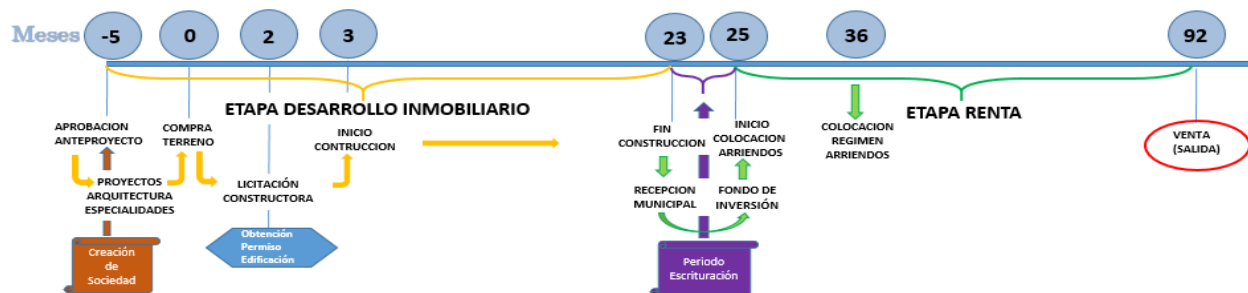 Meses -5 0 2 3 23 25 36 92
ETAPA DESARROLLO INMOBILIARIO
ETAPA RENTA
APROBACION
ANTEPROYECTO
COMPRA
TERRENO
INICIO
CONTRUCCION
FIN
CONSTRUCCION
INICIO
COLOCACION
ARRIENDOS
COLOCACION
REGIMEN
ARRIENDOS
VENTA
(SALIDA)
PROYECTOS
ARQUITECTURA
ESPECIALIDADES
LICITACIÓN
CONSTRUCTORA
RECEPCION
MUNICIPAL
FONDO DE
INVERSIÓN
Obtención
Permiso
Edificación
Creación
de
Sociedad
Periodo
Escrituración